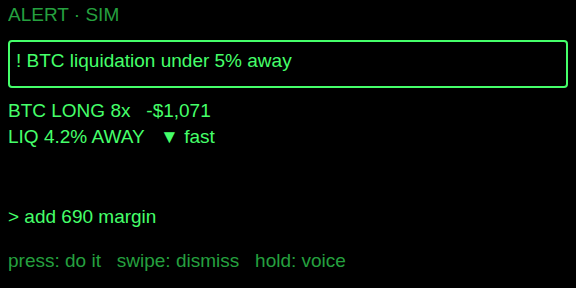 ALERT · SIM
! BTC liquidation under 5% away
BTC LONG 8x -$1,071
LIQ 4.2% AWAY ▼ fast
> add 690 margin
press: do it swipe: dismiss hold: voice